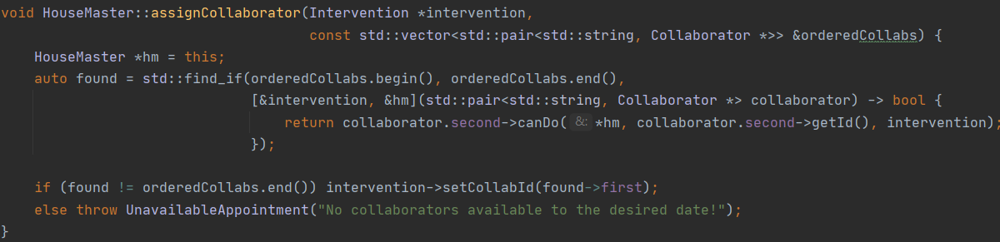 void HouseMaster::assignCollaborator(Intervention *intervention,
                                     const std::vector<std::pair<std::string, Collaborator *>> &orderedCollabs) {
    HouseMaster *hm = this;
    auto found = std::find_if(orderedCollabs.begin(), orderedCollabs.end(),
                              [&intervention, &hm](std::pair<std::string, Collaborator *> collaborator) -> bool {
                                  return collaborator.second->canDo( &: *hm, collaborator.second->getId(), intervention);
                              });
    if (found != orderedCollabs.end()) intervention->setCollabId(found->first);
    else throw UnavailableAppointment("No collaborators available to the desired date!");
}